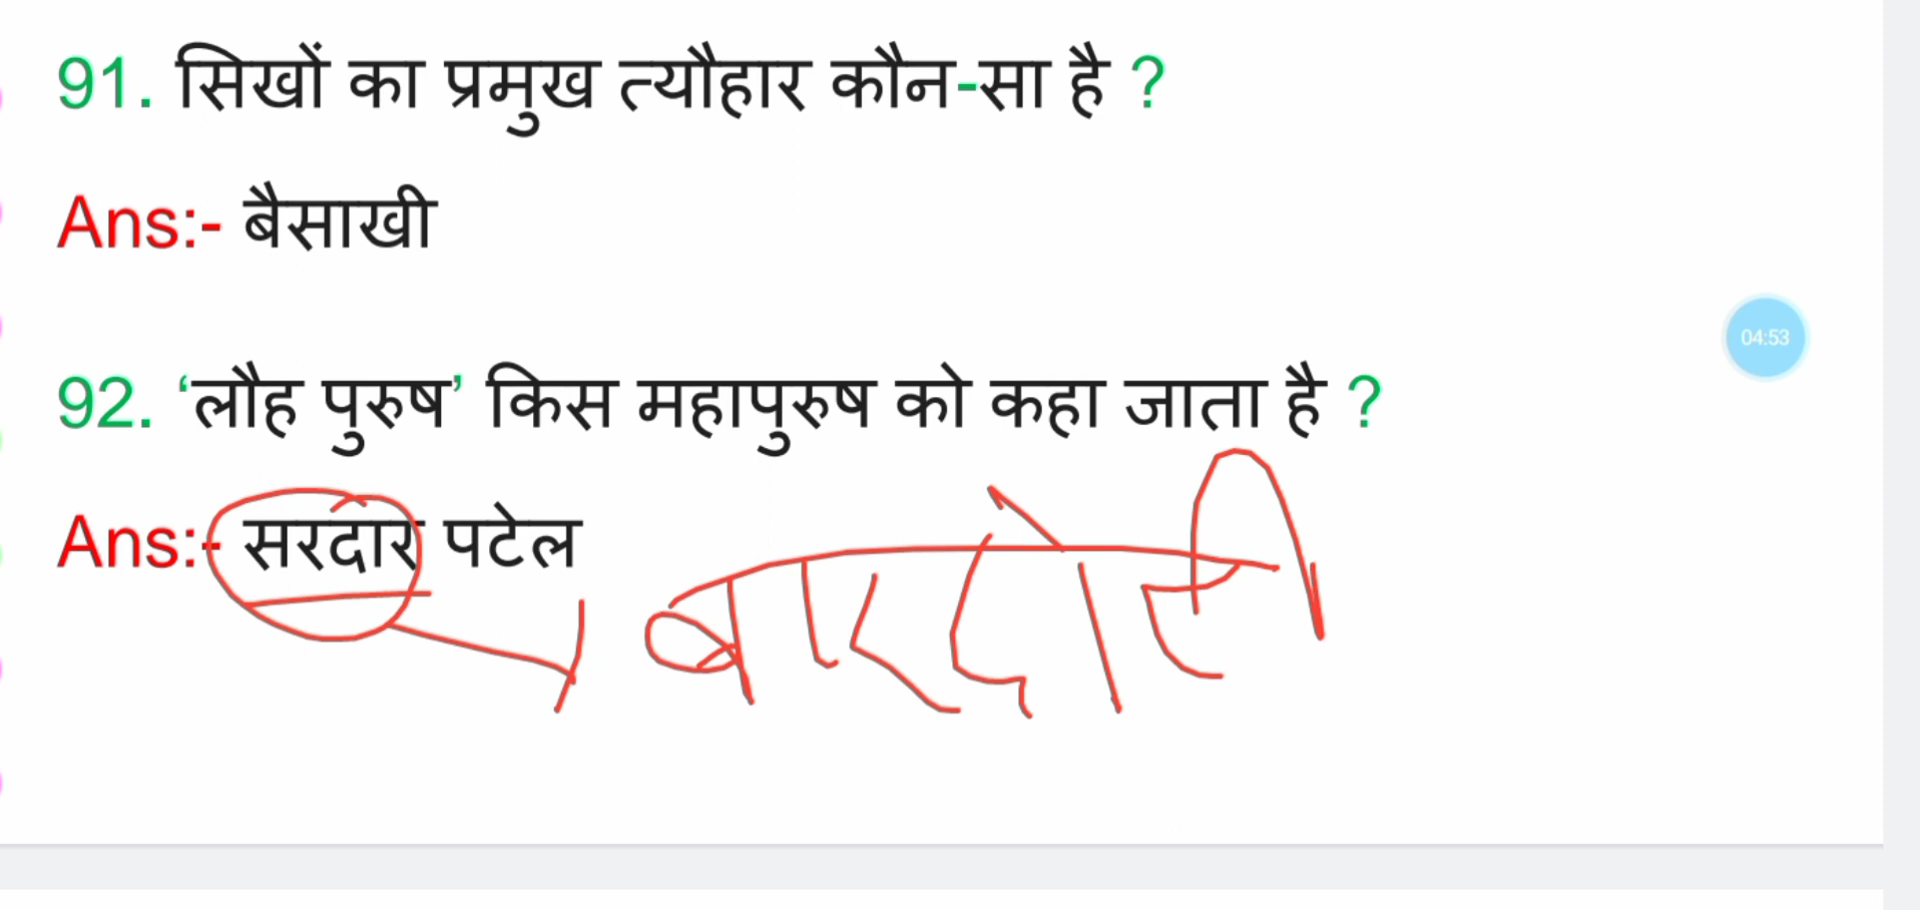 91. सिखों का प्रमुख त्यौहार कौन-सा है ?
Ans:- बैसाखी
04:53
92. ‘लौह पुरुष’ किस महापुरुष को कहा जाता है ?
Ans:- सरदार पटेल
बारदोली